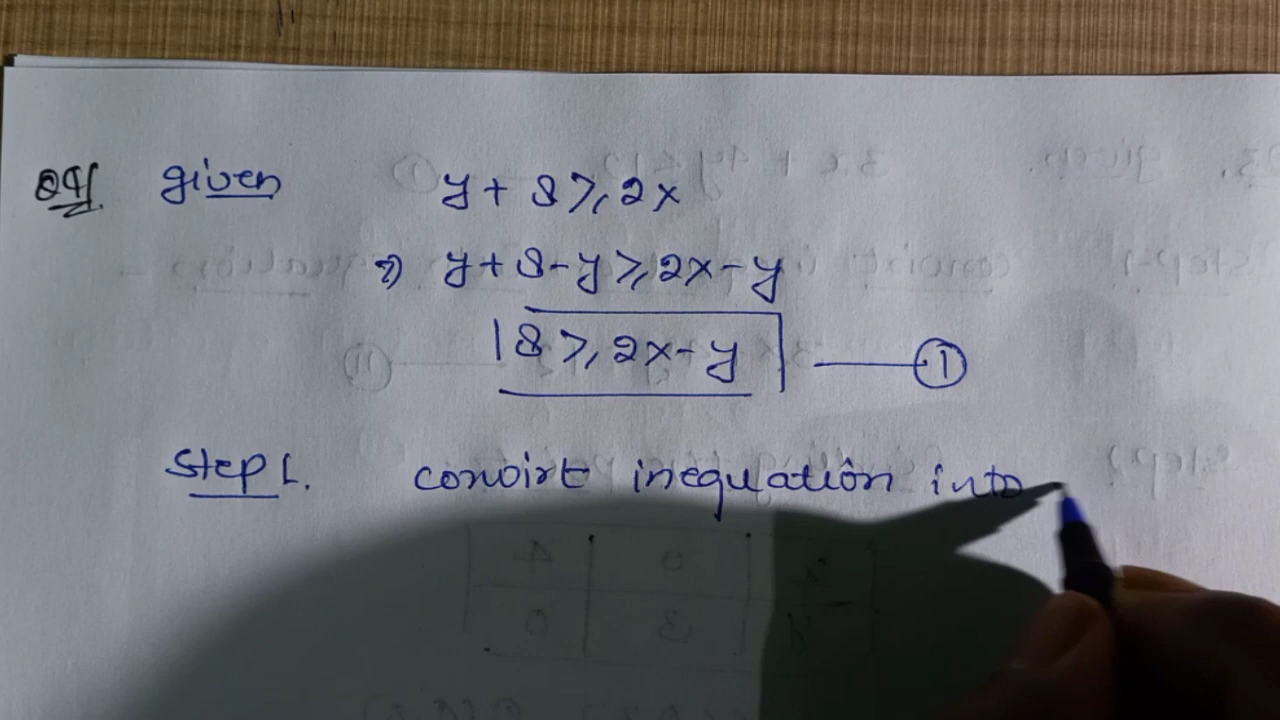 Q4. given y + 8 ≥ 2x
⇒ y + 8 - y ≥ 2x - y
8 ≥ 2x - y ——— ①
Step 1. convirt inequation into